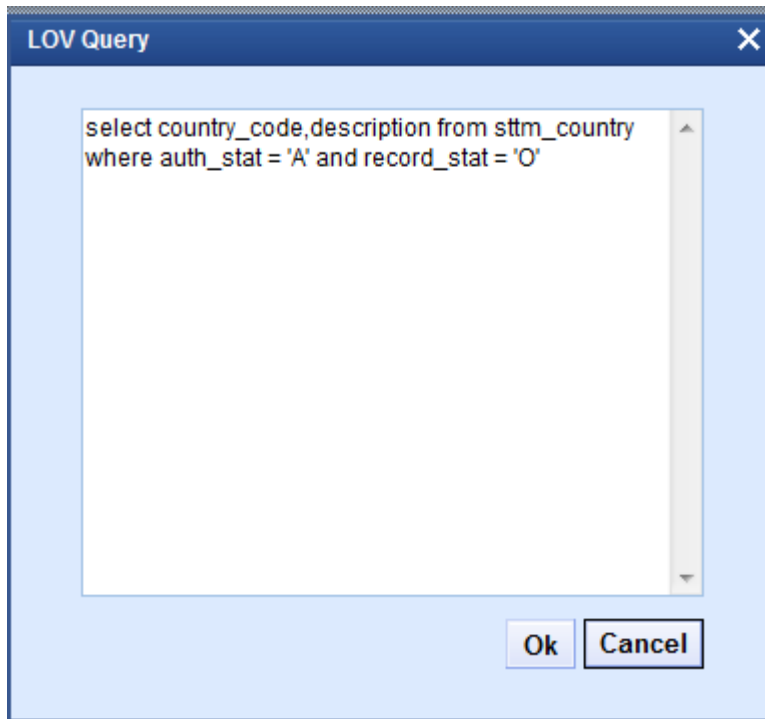 LOV Query
select country_code,description from sttm_country
where auth_stat = 'A' and record_stat = 'O'
Ok Cancel